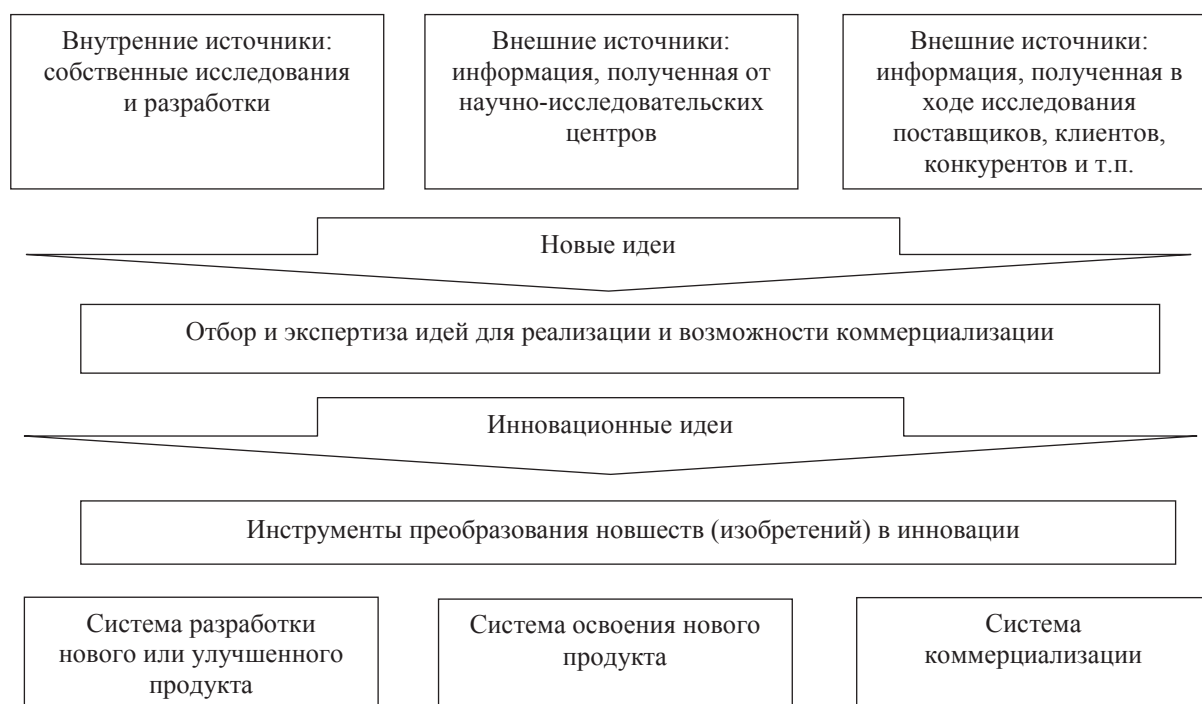 Внутренние источники:
собственные исследования
и разработки
Внешние источники:
информация, полученная от
научно-исследовательских
центров
Внешние источники:
информация, полученная в
ходе исследования
поставщиков, клиентов,
конкурентов и т.п.
Новые идеи
Отбор и экспертиза идей для реализации и возможности коммерциализации
Инновационные идеи
Инструменты преобразования новшеств (изобретений) в инновации
Система разработки
нового или улучшенного
продукта
Система освоения нового
продукта
Система
коммерциализации